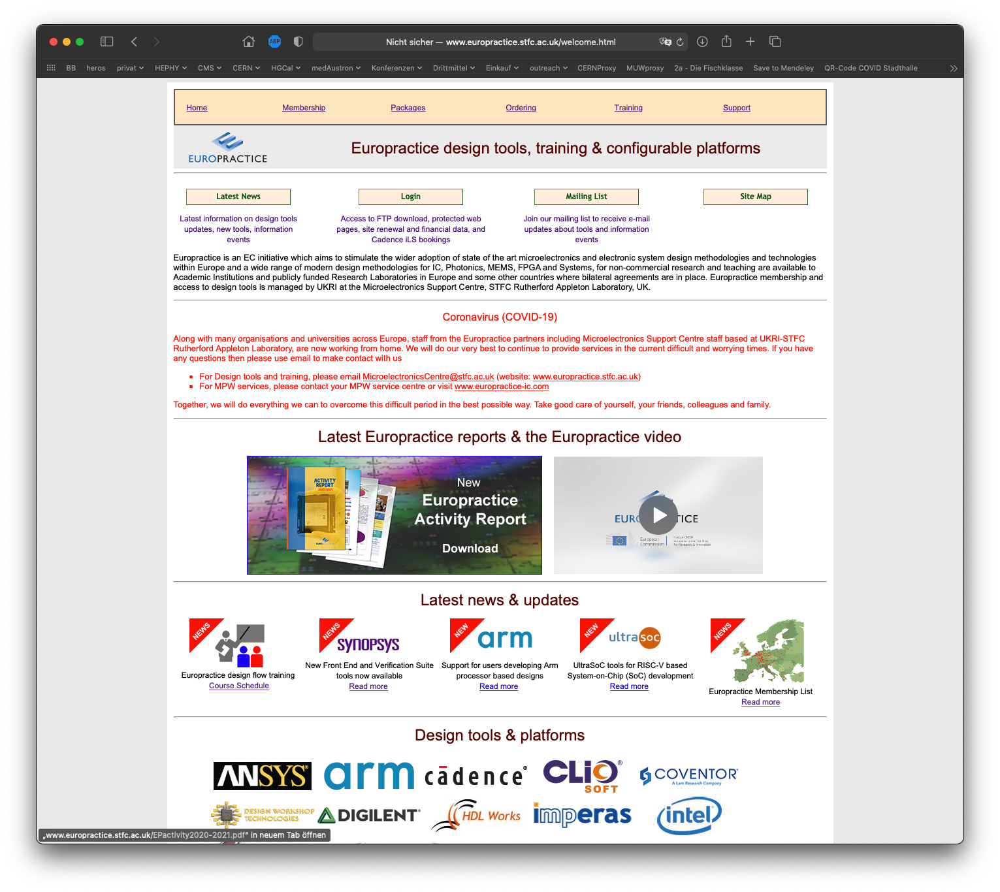 Nicht sicher — www.europractice.stfc.ac.uk/welcome.html
BB heros privat HEPHY CMS CERN HGCal medAustron Konferenzen Drittmittel Einkauf outreach CERNProxy MUWproxy 2a - Die Fischklasse Save to Mendeley QR-Code COVID Stadthalle
ABP
Home Membership Packages Ordering Training Support
EUROPRACTICE
Europractice design tools, training & configurable platforms
Latest News Login Mailing List Site Map
Latest information on design tools
updates, new tools, information
events
Access to FTP download, protected web
pages, site renewal and financial data, and
Cadence iLS bookings
Join our mailing list to receive e-mail
updates about tools and information
events
Europractice is an EC initiative which aims to stimulate the wider adoption of state of the art microelectronics and electronic system design methodologies and technologies
within Europe and a wide range of modern design methodologies for IC, Photonics, MEMS, FPGA and Systems, for non-commercial research and teaching are available to
Academic Institutions and publicly funded Research Laboratories in Europe and some other countries where bilateral agreements are in place. Europractice membership and
access to design tools is managed by UKRI at the Microelectronics Support Centre, STFC Rutherford Appleton Laboratory, UK.
Coronavirus (COVID-19)
Along with many organisations and universities across Europe, staff from the Europractice partners including Microelectronics Support Centre staff based at UKRI-STFC
Rutherford Appleton Laboratory, are now working from home. We will do our very best to continue to provide services in the current difficult and worrying times. If you have
any questions then please use email to make contact with us
For Design tools and training, please email MicroelectronicsCentre@stfc.ac.uk (website: www.europractice.stfc.ac.uk)
For MPW services, please contact your MPW service centre or visit www.europractice-ic.com
Together, we will do everything we can to overcome this difficult period in the best possible way. Take good care of yourself, your friends, colleagues and family.
Latest Europractice reports & the Europractice video
ACTIVITY
REPORT
2020-2021
New
Europractice
Activity Report
Download
EUR TICE
European
Commission
Horizon 2020
European Union funding
for Research & Innovation
Latest news & updates
NEWS
Europractice design flow training
Course Schedule
NEWS
SYNOPSYS
New Front End and Verification Suite
tools now available
Read more
NEW
arm
Support for users developing Arm
processor based designs
Read more
NEW
ultrasoc
UltraSoC tools for RISC-V based
System-on-Chip (SoC) development
Read more
NEWS
Europractice Membership List
Read more
Design tools & platforms
ANSYS®
arm
cādence®
CLIO®
SOFT
COVENTOR®
A Lam Research Company
DESIGN WORKSHOP
TECHNOLOGIES
DIGILENT®
HDL Works
imperas
intel®
„www.europractice.stfc.ac.uk/EPactivity2020-2021.pdf“ in neuem Tab öffnen